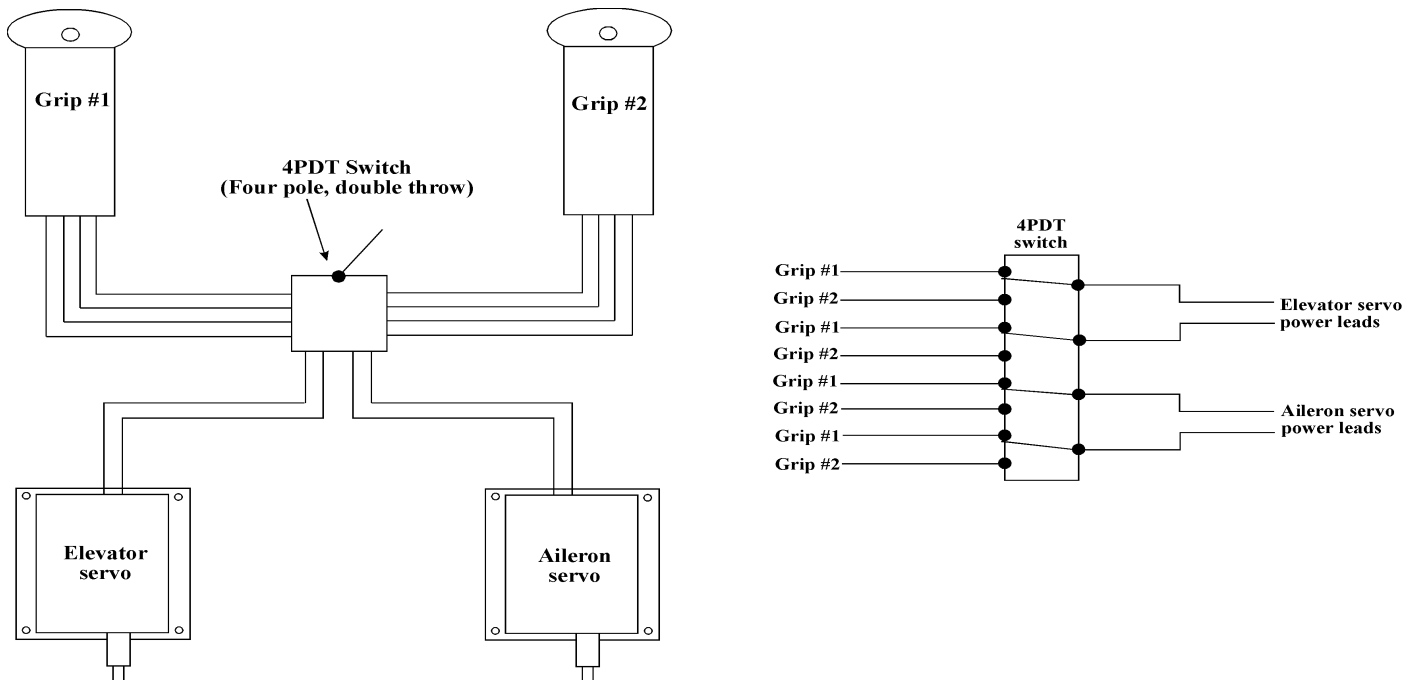 Grip #1
Grip #2
4PDT Switch
(Four pole, double throw)
Elevator
servo
Aileron
servo
4PDT
switch
Grip #1
Grip #2
Grip #1
Grip #2
Grip #1
Grip #2
Grip #1
Grip #2
Elevator servo
power leads
Aileron servo
power leads